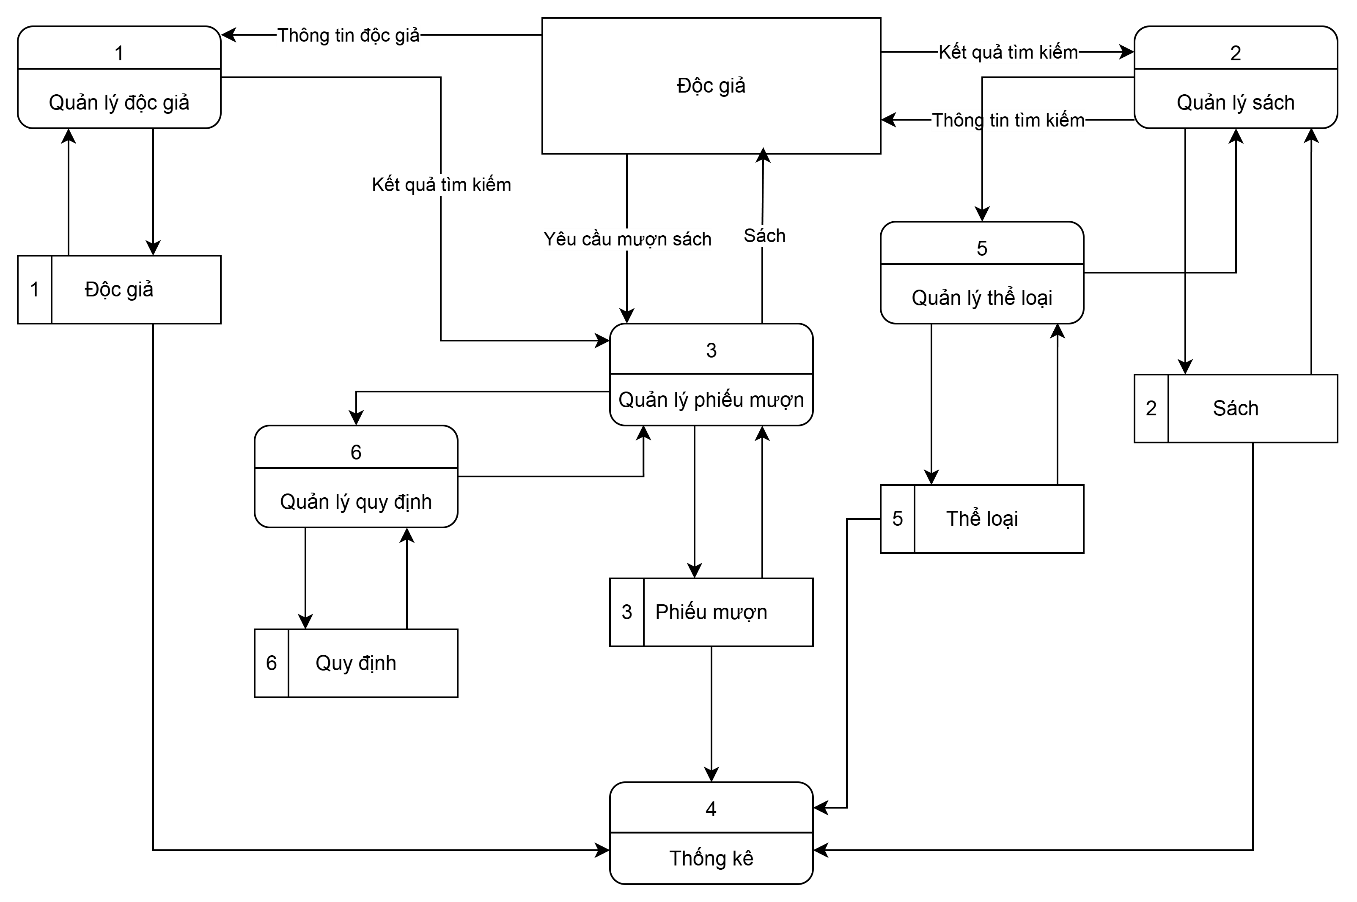 Thông tin độc giả
1
Quản lý độc giả
Độc giả
Kết quả tìm kiếm
2
Quản lý sách
Thông tin tìm kiếm
Kết quả tìm kiếm
Yêu cầu mượn sách
Sách
5
Quản lý thể loại
1
Độc giả
3
Quản lý phiếu mượn
2
Sách
6
Quản lý quy định
5
Thể loại
3
Phiếu mượn
6
Quy định
4
Thống kê